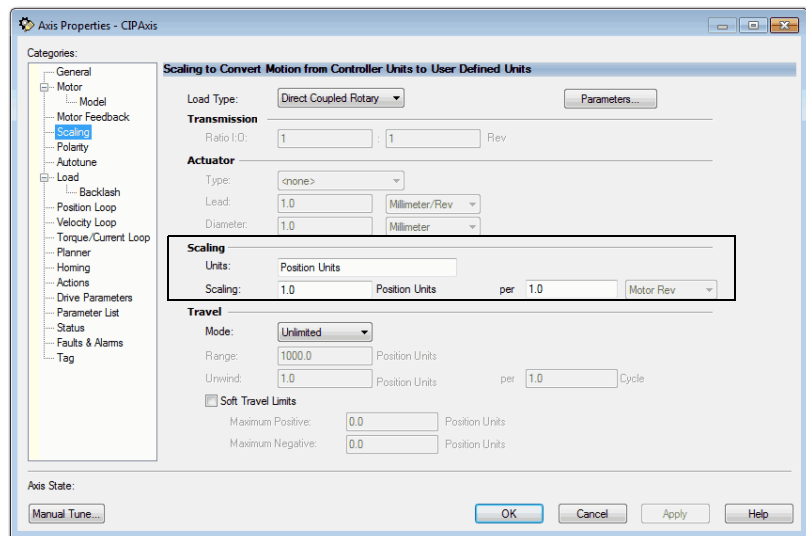 Axis Properties - CIPAxis
Categories:
General
Motor
Model
Motor Feedback
Scaling
Polarity
Autotune
Load
Backlash
Position Loop
Velocity Loop
Torque/Current Loop
Planner
Homing
Actions
Drive Parameters
Parameter List
Status
Faults & Alarms
Tag
Scaling to Convert Motion from Controller Units to User Defined Units
Load Type: Direct Coupled Rotary Parameters...
Transmission
Ratio I:O: 1 : 1 Rev
Actuator
Type: <none>
Lead: 1.0 Millimeter/Rev
Diameter: 1.0 Millimeter
Scaling
Units: Position Units
Scaling: 1.0 Position Units per 1.0 Motor Rev
Travel
Mode: Unlimited
Range: 1000.0 Position Units
Unwind: 1.0 Position Units per 1.0 Cycle
Soft Travel Limits
Maximum Positive: 0.0 Position Units
Maximum Negative: 0.0 Position Units
Axis State:
Manual Tune... OK Cancel Apply Help